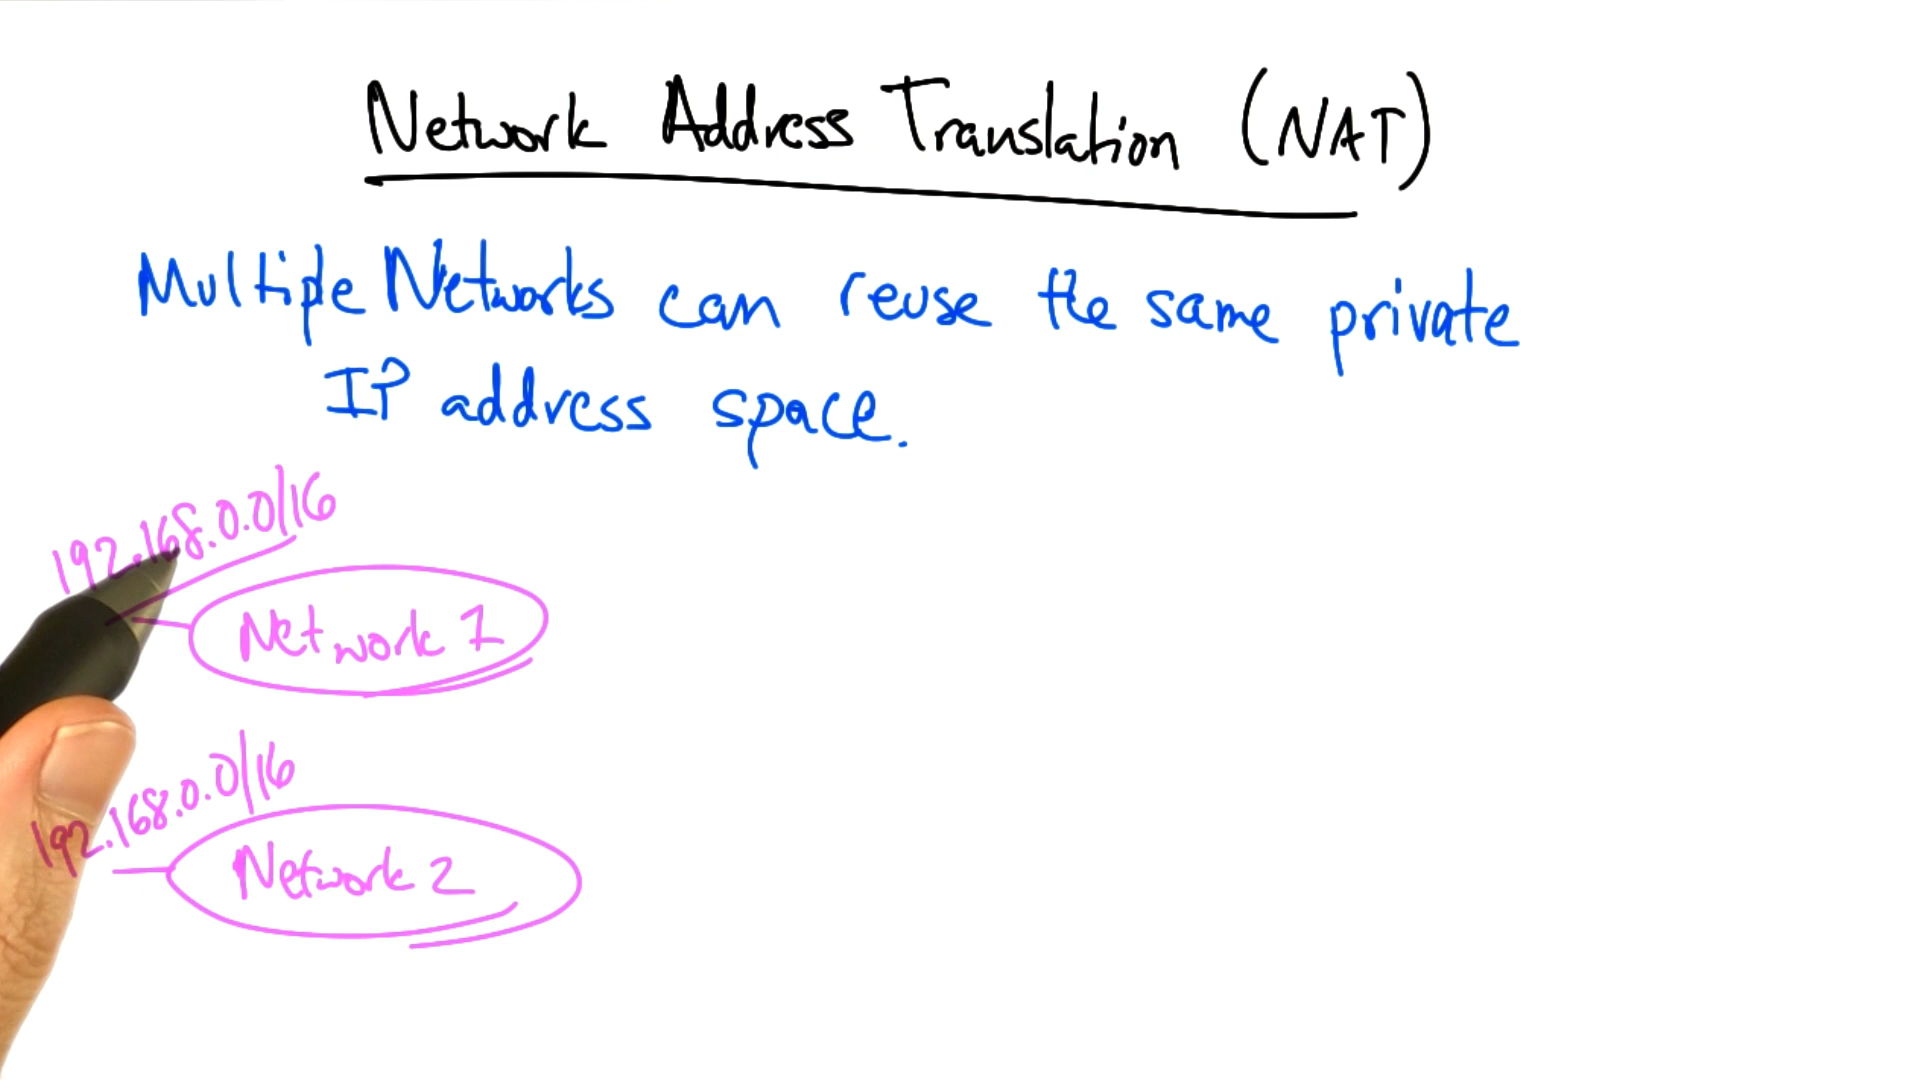 Network Address Translation (NAT)
Multiple Networks can reuse the same private
IP address space.
192.168.0.0/16
Network 1
192.168.0.0/16
Network 2